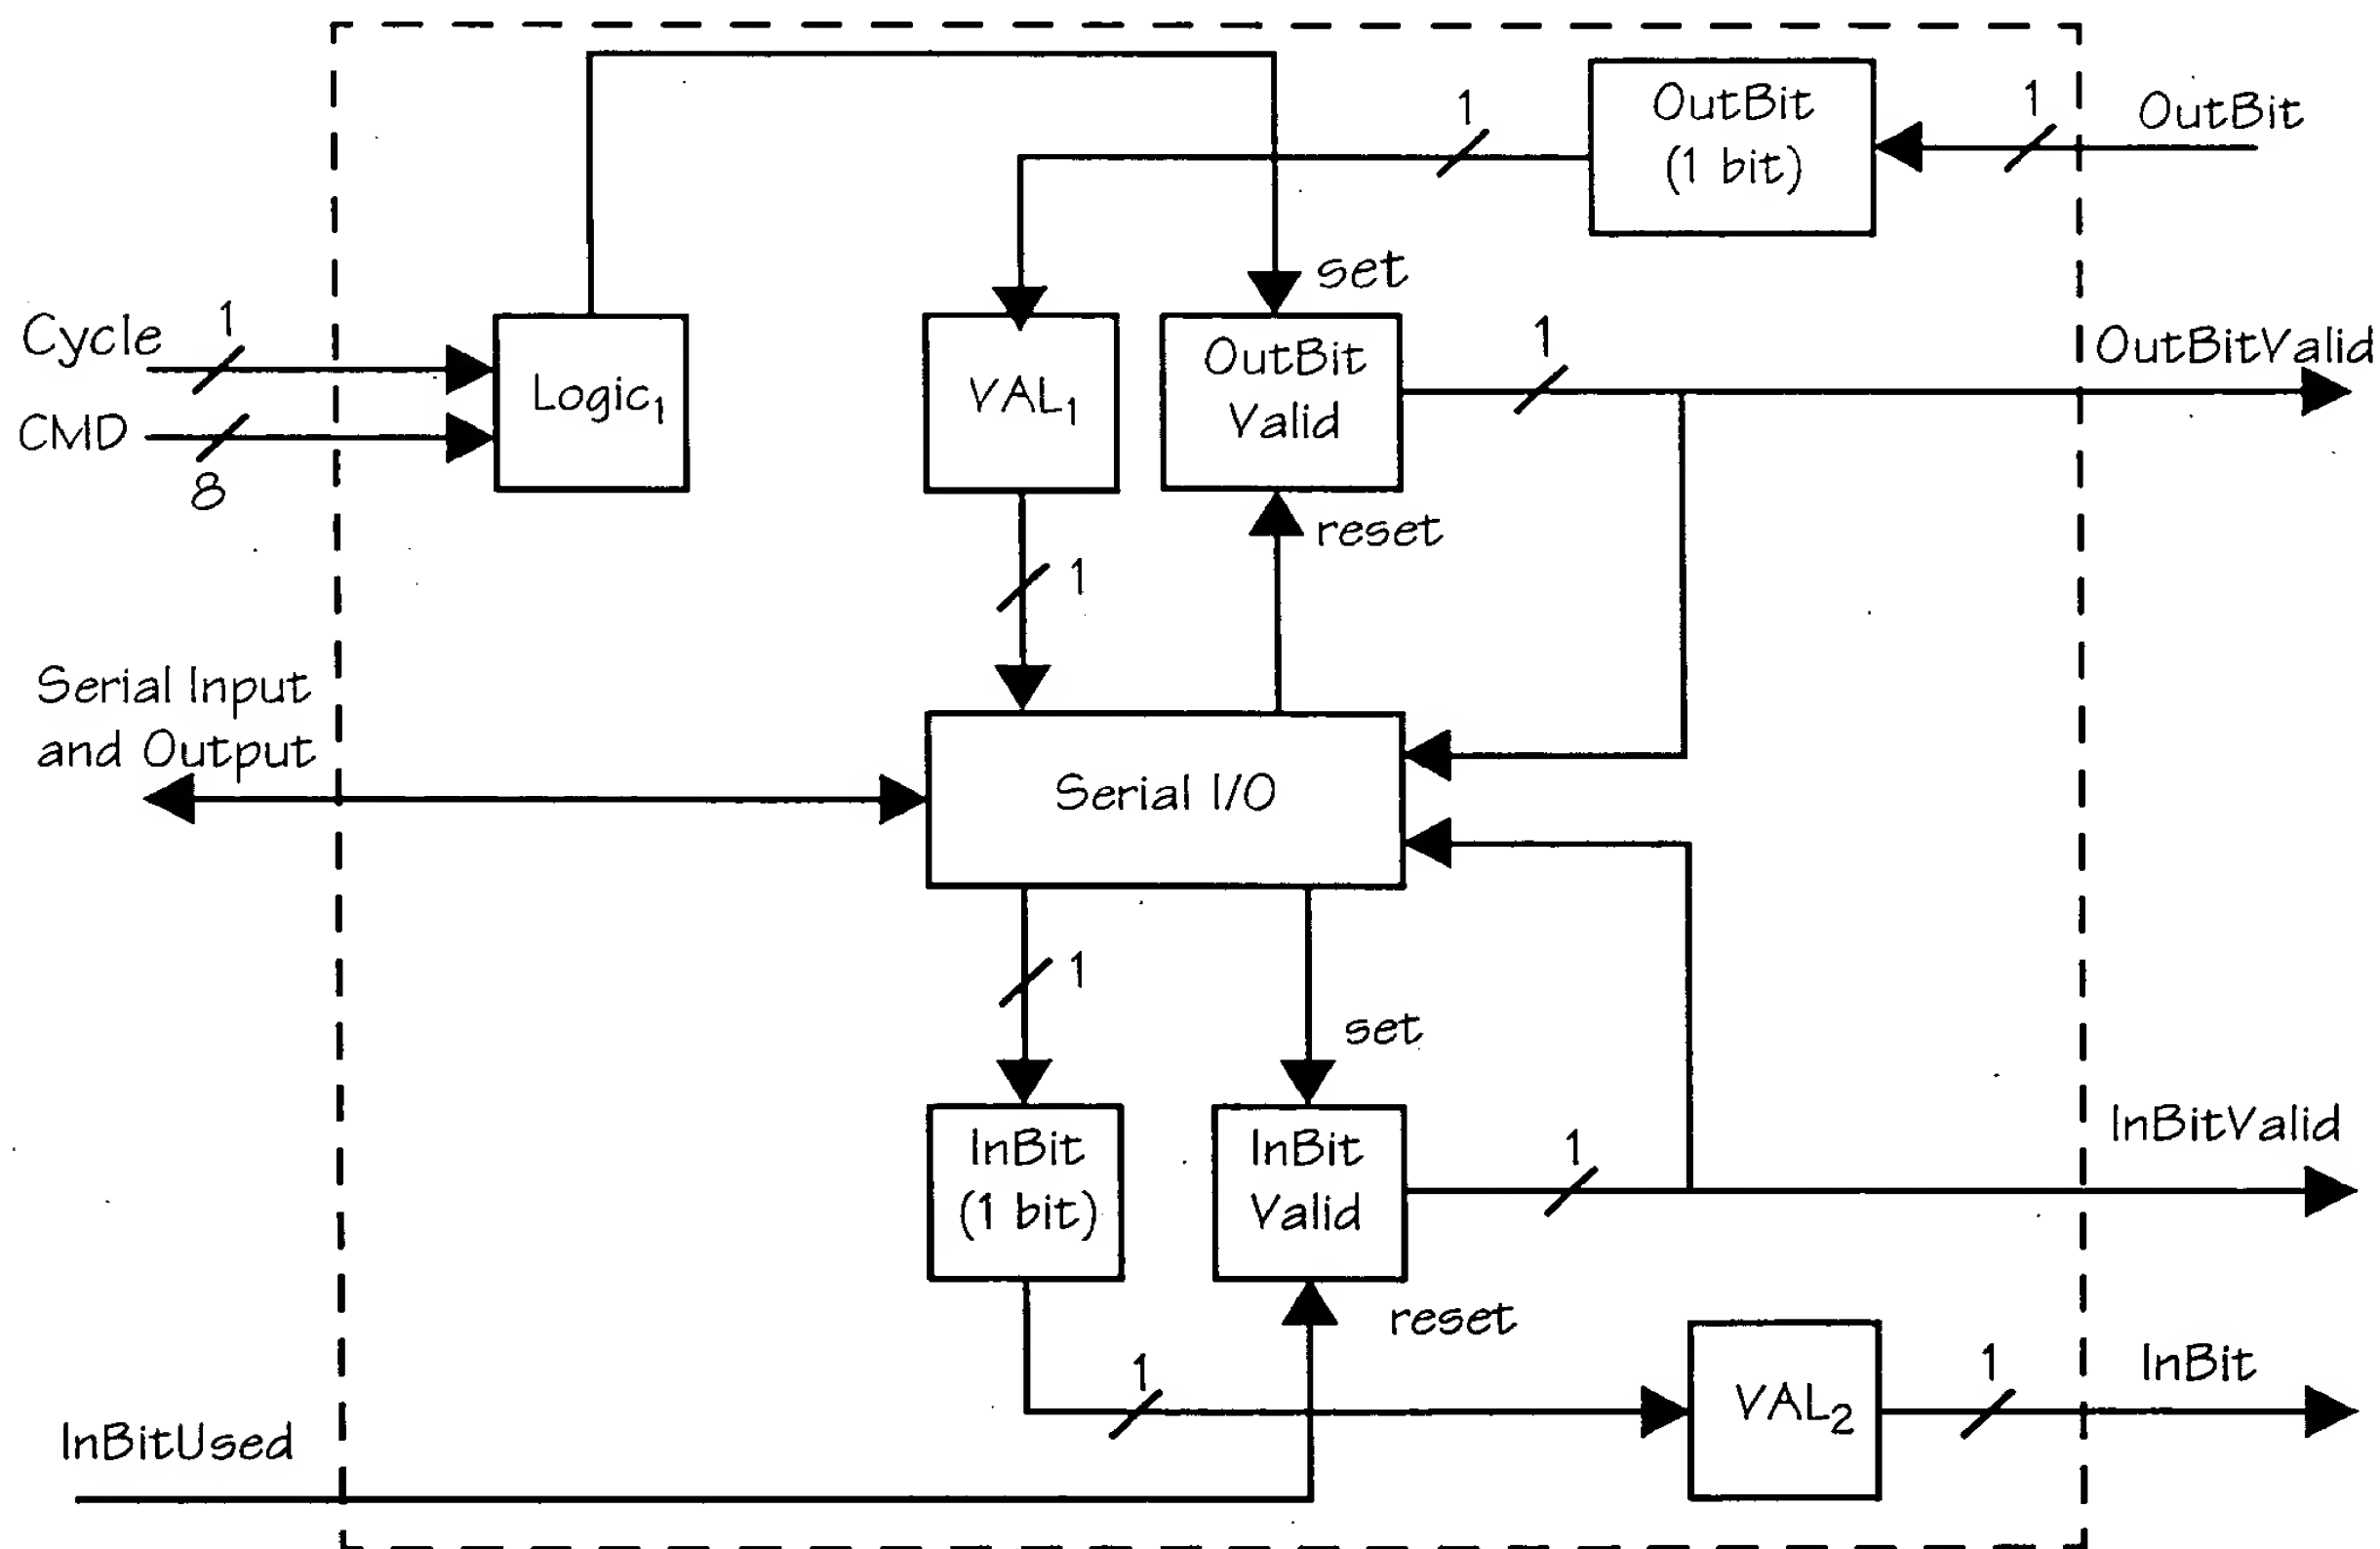 1
OutBit
(1 bit)
1
OutBit
set
Cycle
1
CMD
8
Logic₁
VAL₁
OutBit
Valid
1
OutBitValid
reset
1
Serial Input
and Output
Serial I/O
1
set
InBit
(1 bit)
InBit
Valid
1
InBitValid
reset
1
VAL₂
1
InBit
InBitUsed